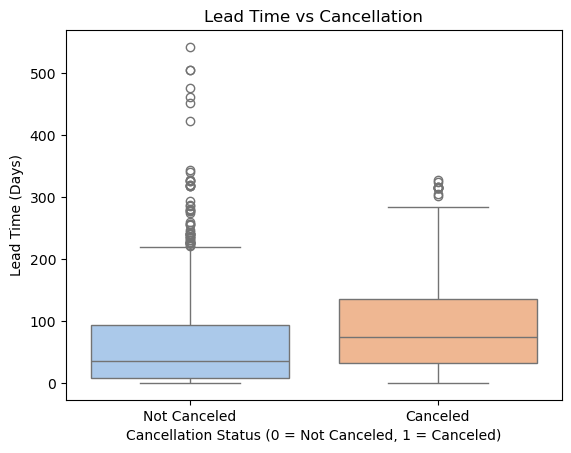 Lead Time vs Cancellation
500
400
300
200
100
0
Lead Time (Days)
Not Canceled
Canceled
Cancellation Status (0 = Not Canceled, 1 = Canceled)